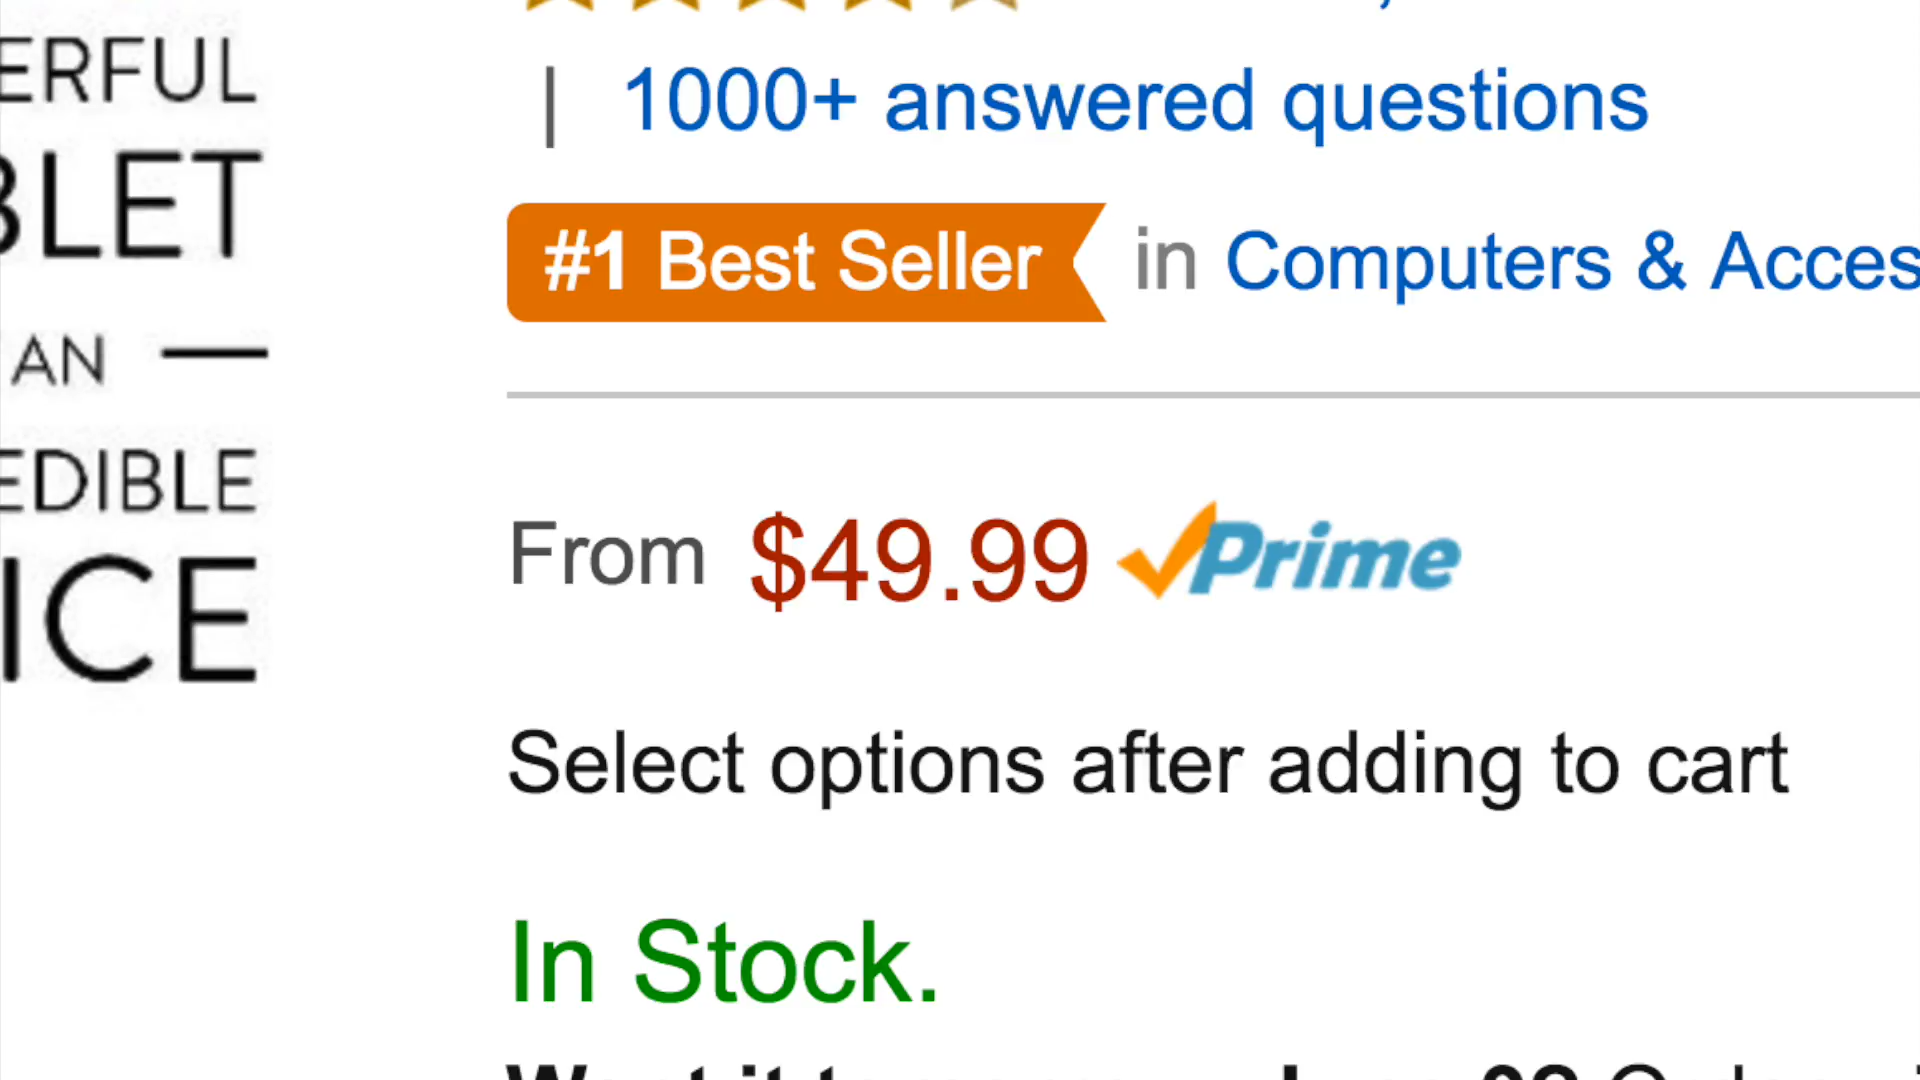 ERFUL
BLET
AN
EDIBLE
ICE
| 1000+ answered questions
#1 Best Seller in Computers & Acces
From $49.99 Prime
Select options after adding to cart
In Stock.